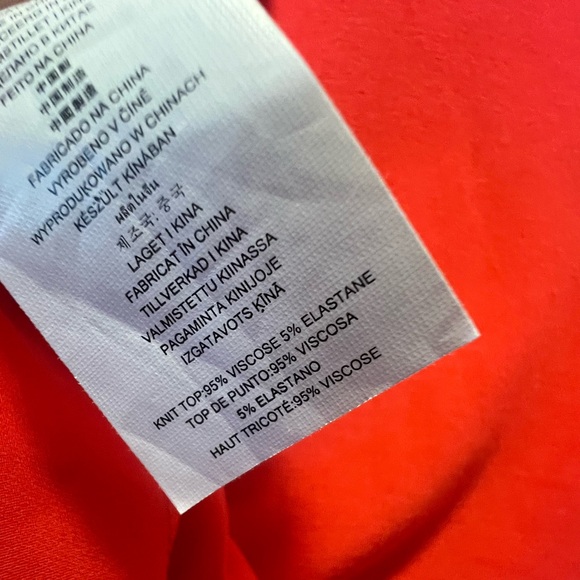 FEITO NA CHINA
中国制造
中國製造
FABRICADO NA CHINA
VYROBENO V ČÍNĚ
WYPRODUKOWANO W CHINACH
KÉSZÜLT KÍNÁBAN
ผลิตในจีน
제조국: 중국
LAGET I KINA
FABRICAT ÎN CHINA
TILLVERKAD I KINA
VALMISTETTU KIINASSA
PAGAMINTA KINIJOJE
IZGATAVOTS ĶĪNĀ
KNIT TOP:95% VISCOSE 5% ELASTANE
TOP DE PUNTO:95% VISCOSA
5% ELASTANO
HAUT TRICOTÉ:95% VISCOSE